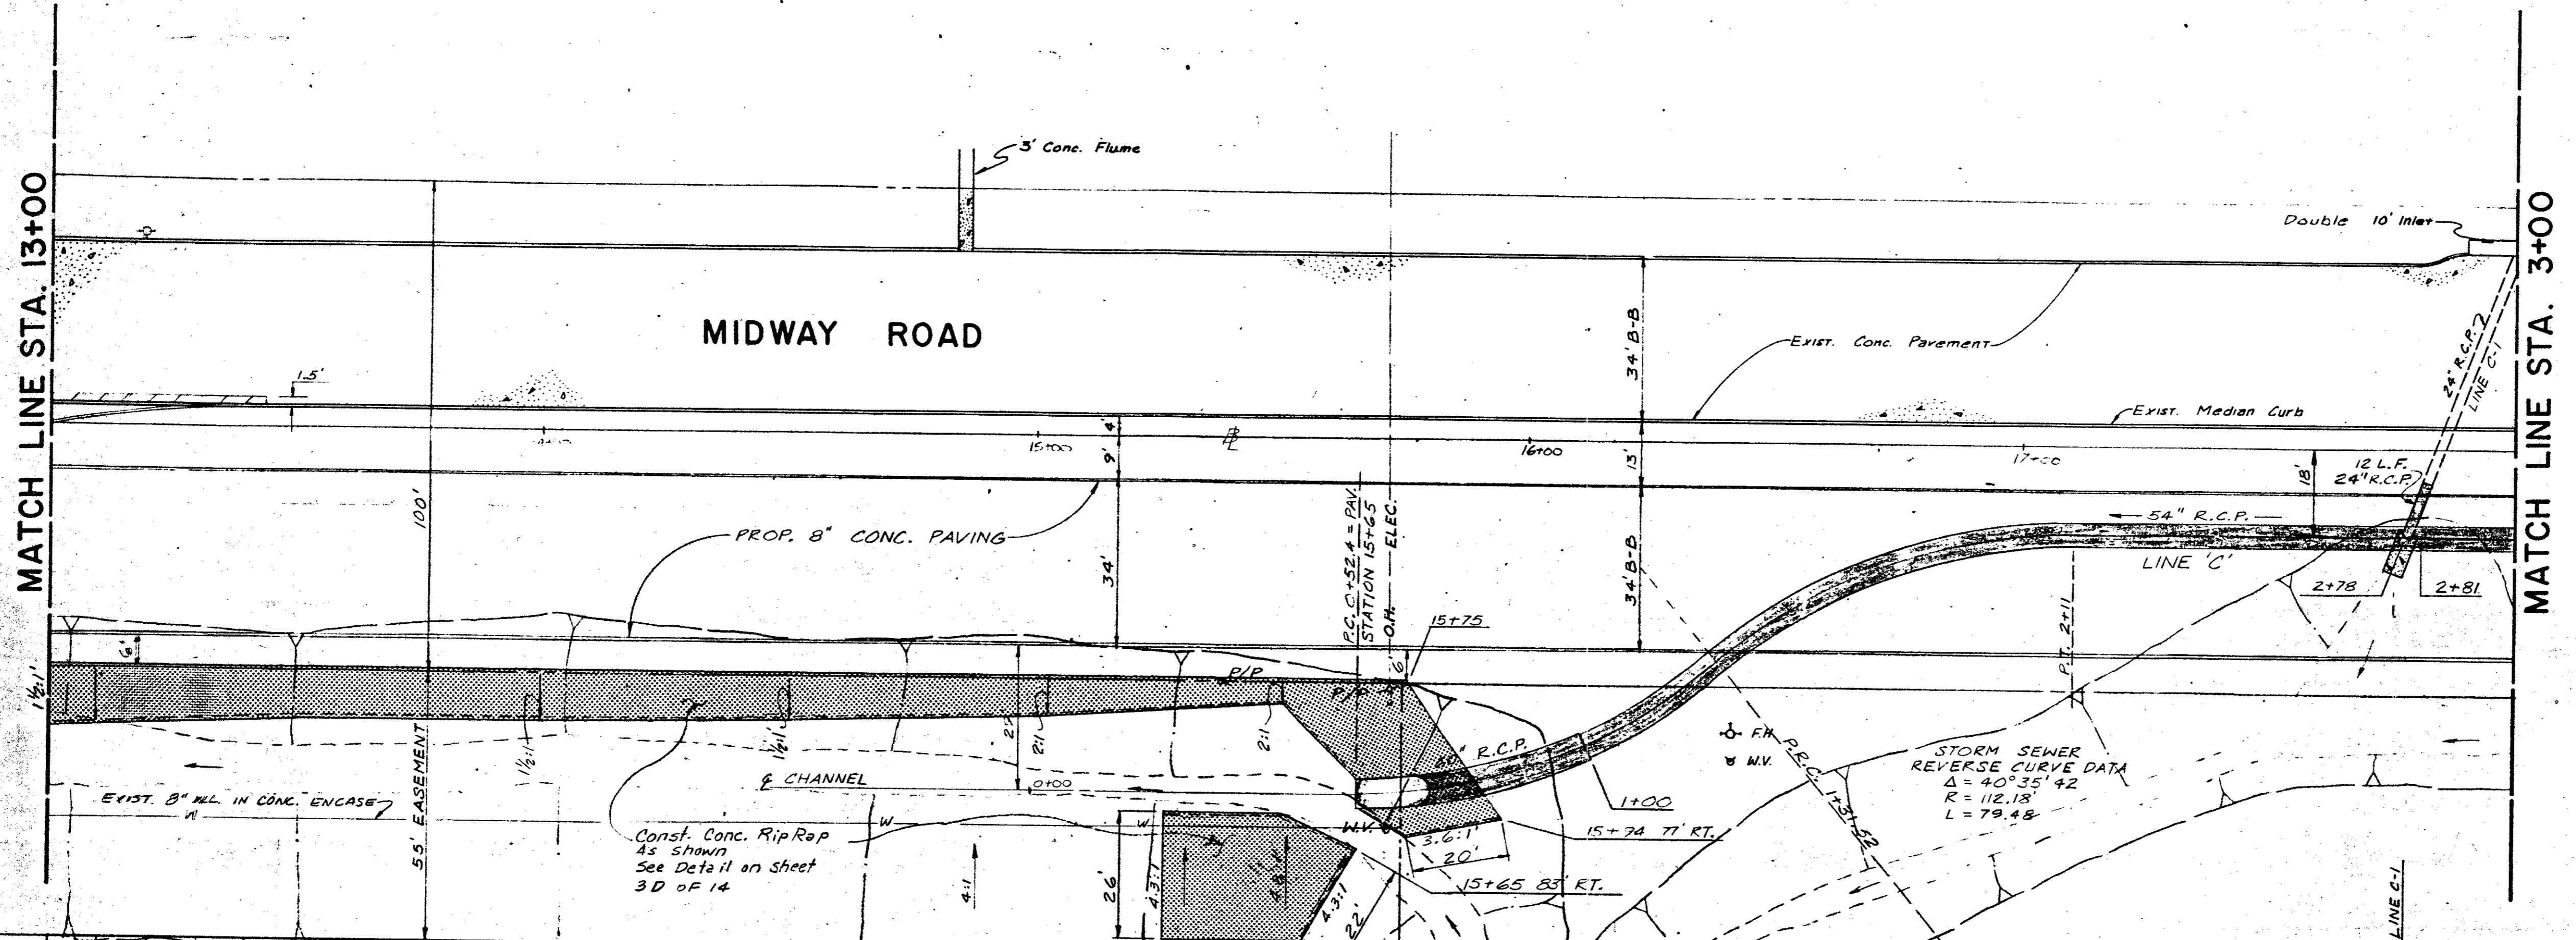 MATCH LINE STA. 13+00
3' Conc. Flume
Double 10' Inlet
MATCH LINE STA. 3+00
MIDWAY ROAD
34' B-B
EXIST. Conc. Pavement
24" R.C.P.
LINE C-1
1.5'
EXIST. Median Curb
4'
15+00
16+00
17+00
9'
13'
18'
12 L.F.
24" R.C.P.
100'
PROP. 8" CONC. PAVING
34'
P.C. 0+52.4 = PAV.
STATION 15+65
O.H. ELEC.
34' B-B
54" R.C.P.
LINE 'C'
2+78
2+81
15+75
P.T. 2+11
6'
6'
1½:1'
P/P
1½:1
1½:1'
2:1
2:1
60" R.C.P.
F.H.
W.V.
P.R.C. 1+31.52
STORM SEWER
REVERSE CURVE DATA
Δ = 40°35'42
R = 112.18'
L = 79.48
℄ CHANNEL
0+00
1+00
EXIST. 8" IN CONC. ENCASE
W
W
W
W.V.
55' EASEMENT
Const. Conc. RipRap
As shown
See Detail on Sheet
3D OF 14
15+94 77' RT.
3.6:1'
20'
15+65 83' RT.
4:1
26'
4.3:1
4.3:1
22'
LINE C-1